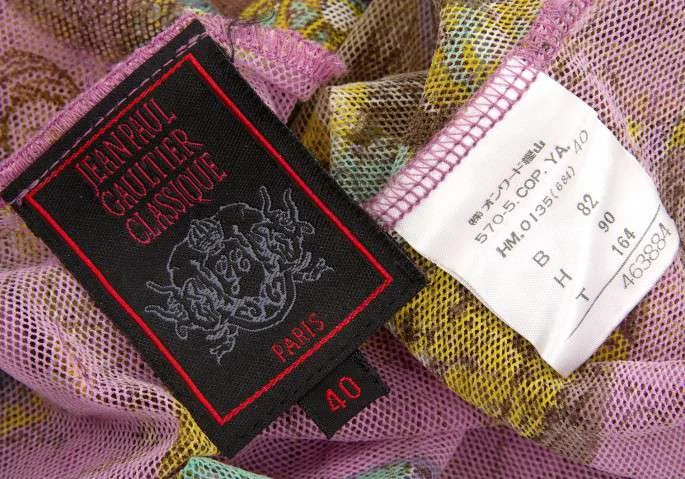 JEAN PAUL
GAULTIER
CLASSIQUE
PARIS
40
㈱オンワード樫山
570-5.COP. YA. 40
HM.0135(684)
B 82
H 90
T 164
463884